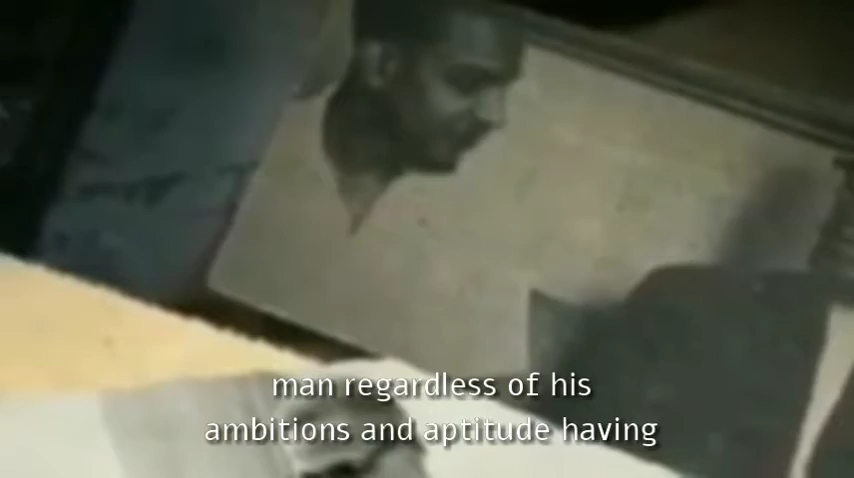 man regardless of his
ambitions and aptitude having